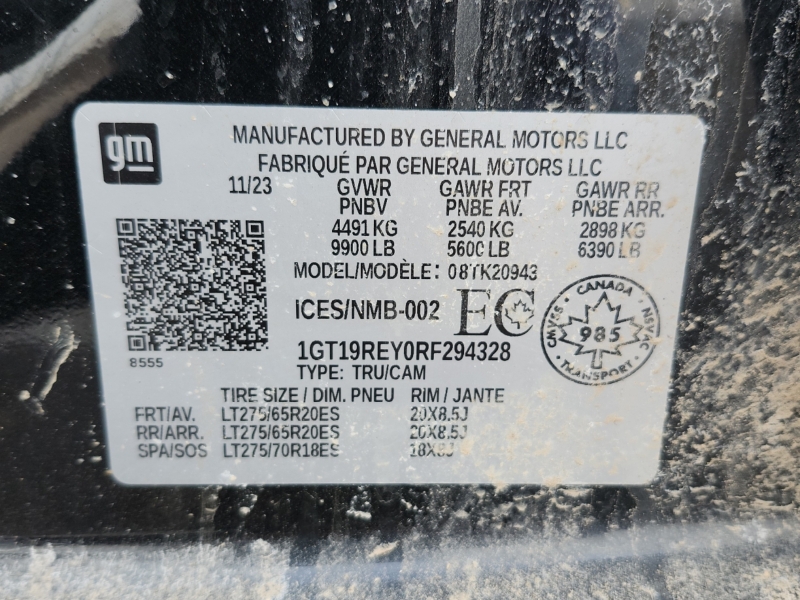 gm
MANUFACTURED BY GENERAL MOTORS LLC
FABRIQUÉ PAR GENERAL MOTORS LLC
11/23 GVWR GAWR FRT GAWR RR
PNBV PNBE AV. PNBE ARR.
4491 KG 2540 KG 2898 KG
9900 LB 5600 LB 6390 LB
MODEL/MODÈLE: 08TK20943
ICES/NMB-002 EC
CANADA
CMVSS 985 NSVAC
TRANSPORT
8555
1GT19REY0RF294328
TYPE: TRU/CAM
TIRE SIZE / DIM. PNEU RIM / JANTE
FRT/AV. LT275/65R20ES 20X8.5J
RR/ARR. LT275/65R20ES 20X8.5J
SPA/SOS LT275/70R18ES 18X8J